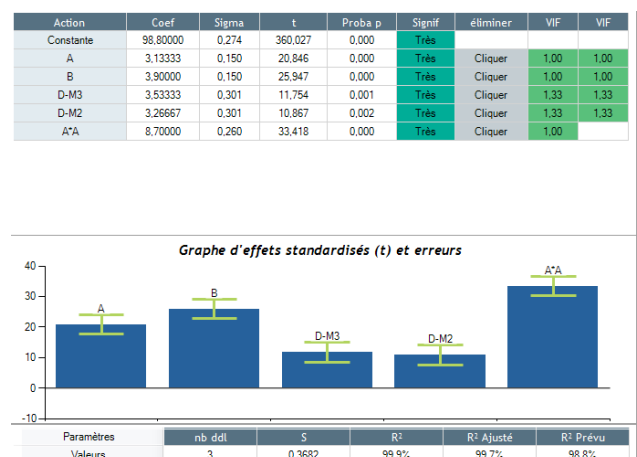 Action Coef Sigma t Proba p Signif éliminer VIF VIF
Constante 98,80000 0,274 360,027 0,000 Très
A 3,13333 0,150 20,846 0,000 Très Cliquer 1,00 1,00
B 3,90000 0,150 25,947 0,000 Très Cliquer 1,00 1,00
D-M3 3,53333 0,301 11,754 0,001 Très Cliquer 1,33 1,33
D-M2 3,26667 0,301 10,867 0,002 Très Cliquer 1,33 1,33
A*A 8,70000 0,260 33,418 0,000 Très Cliquer 1,00
Graphe d'effets standardisés (t) et erreurs
40
30
20
10
0
-10
A
B
D-M3
D-M2
A*A
Paramètres nb ddl S R² R² Ajusté R² Prévu
Valeurs 3 0,3682 99,9% 99,7% 98,8%